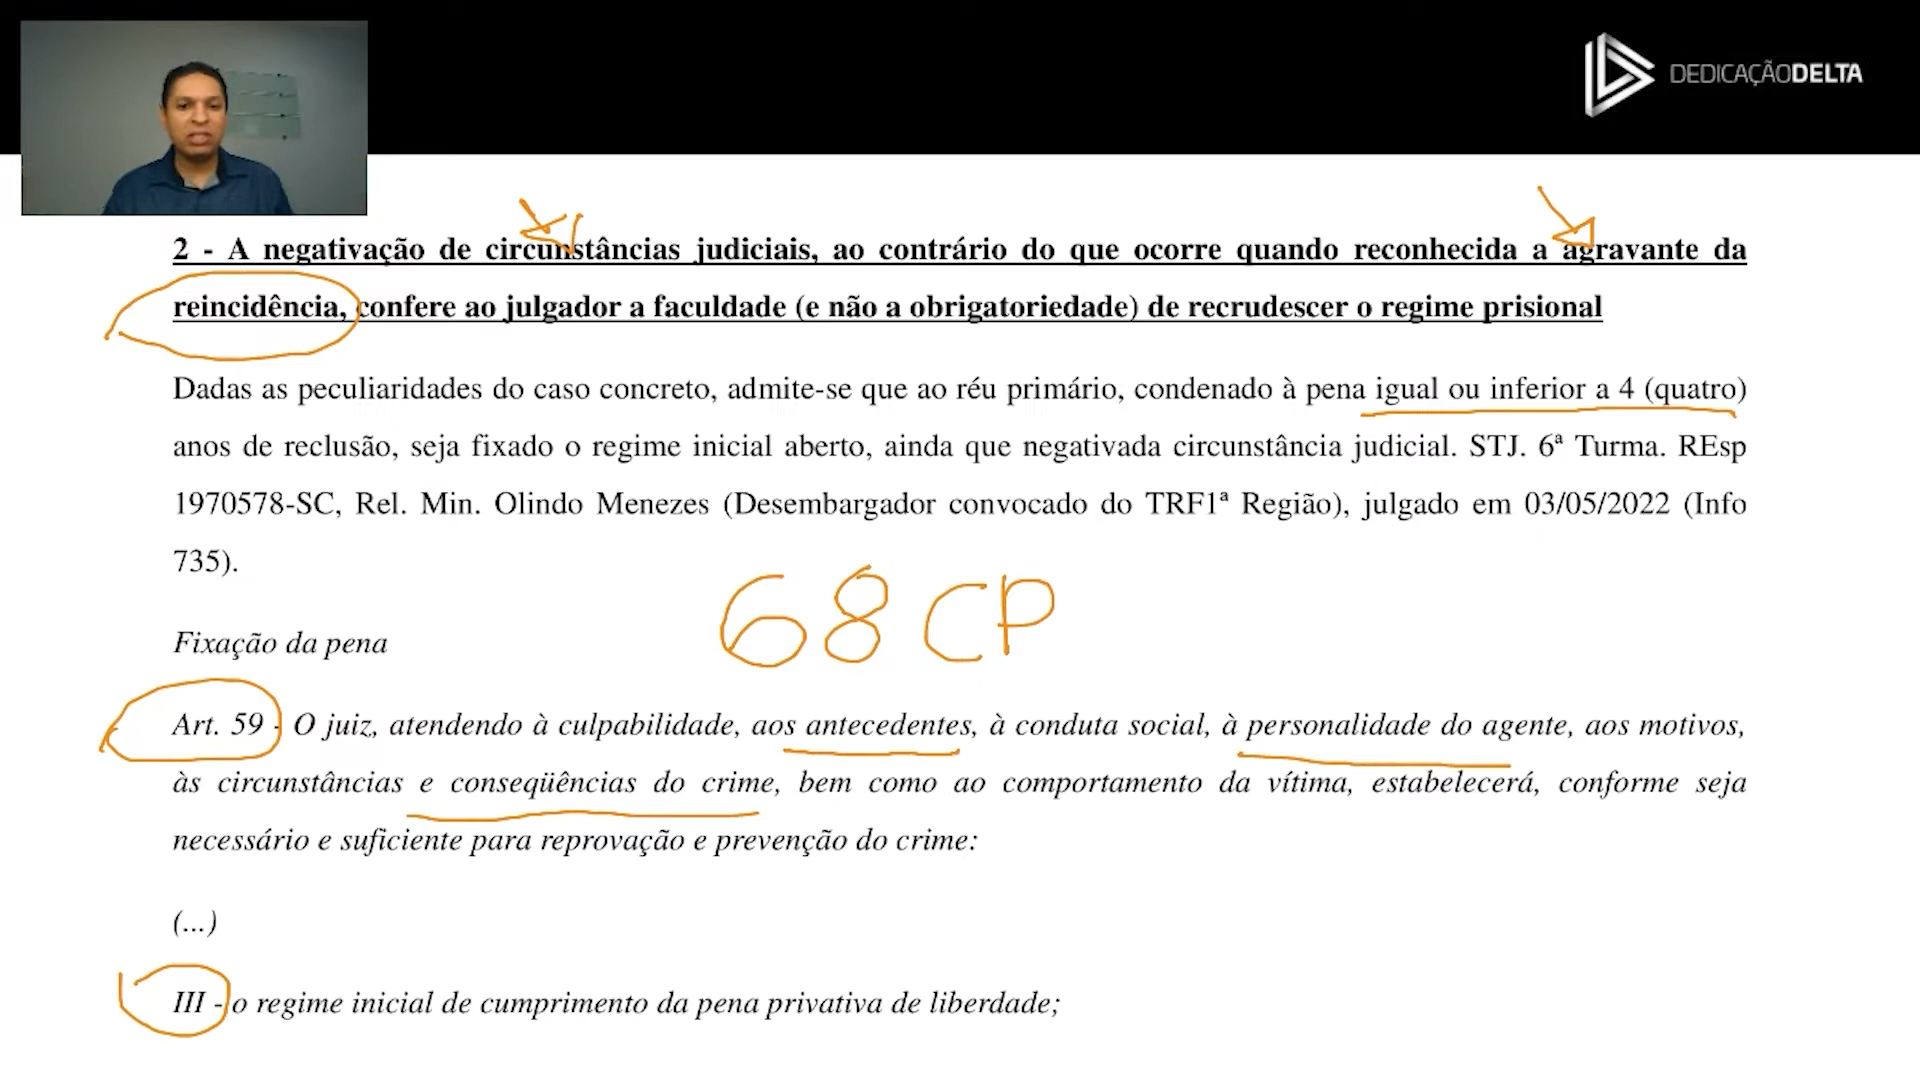 DEDICAÇÃODELTA
2 - A negativação de circunstâncias judiciais, ao contrário do que ocorre quando reconhecida a agravante da
reincidência, confere ao julgador a faculdade (e não a obrigatoriedade) de recrudescer o regime prisional
Dadas as peculiaridades do caso concreto, admite-se que ao réu primário, condenado à pena igual ou inferior a 4 (quatro)
anos de reclusão, seja fixado o regime inicial aberto, ainda que negativada circunstância judicial. STJ. 6ª Turma. REsp
1970578-SC, Rel. Min. Olindo Menezes (Desembargador convocado do TRF1ª Região), julgado em 03/05/2022 (Info
735).
68 CP
Fixação da pena
Art. 59 - O juiz, atendendo à culpabilidade, aos antecedentes, à conduta social, à personalidade do agente, aos motivos,
às circunstâncias e conseqüências do crime, bem como ao comportamento da vítima, estabelecerá, conforme seja
necessário e suficiente para reprovação e prevenção do crime:
(...)
III - o regime inicial de cumprimento da pena privativa de liberdade;